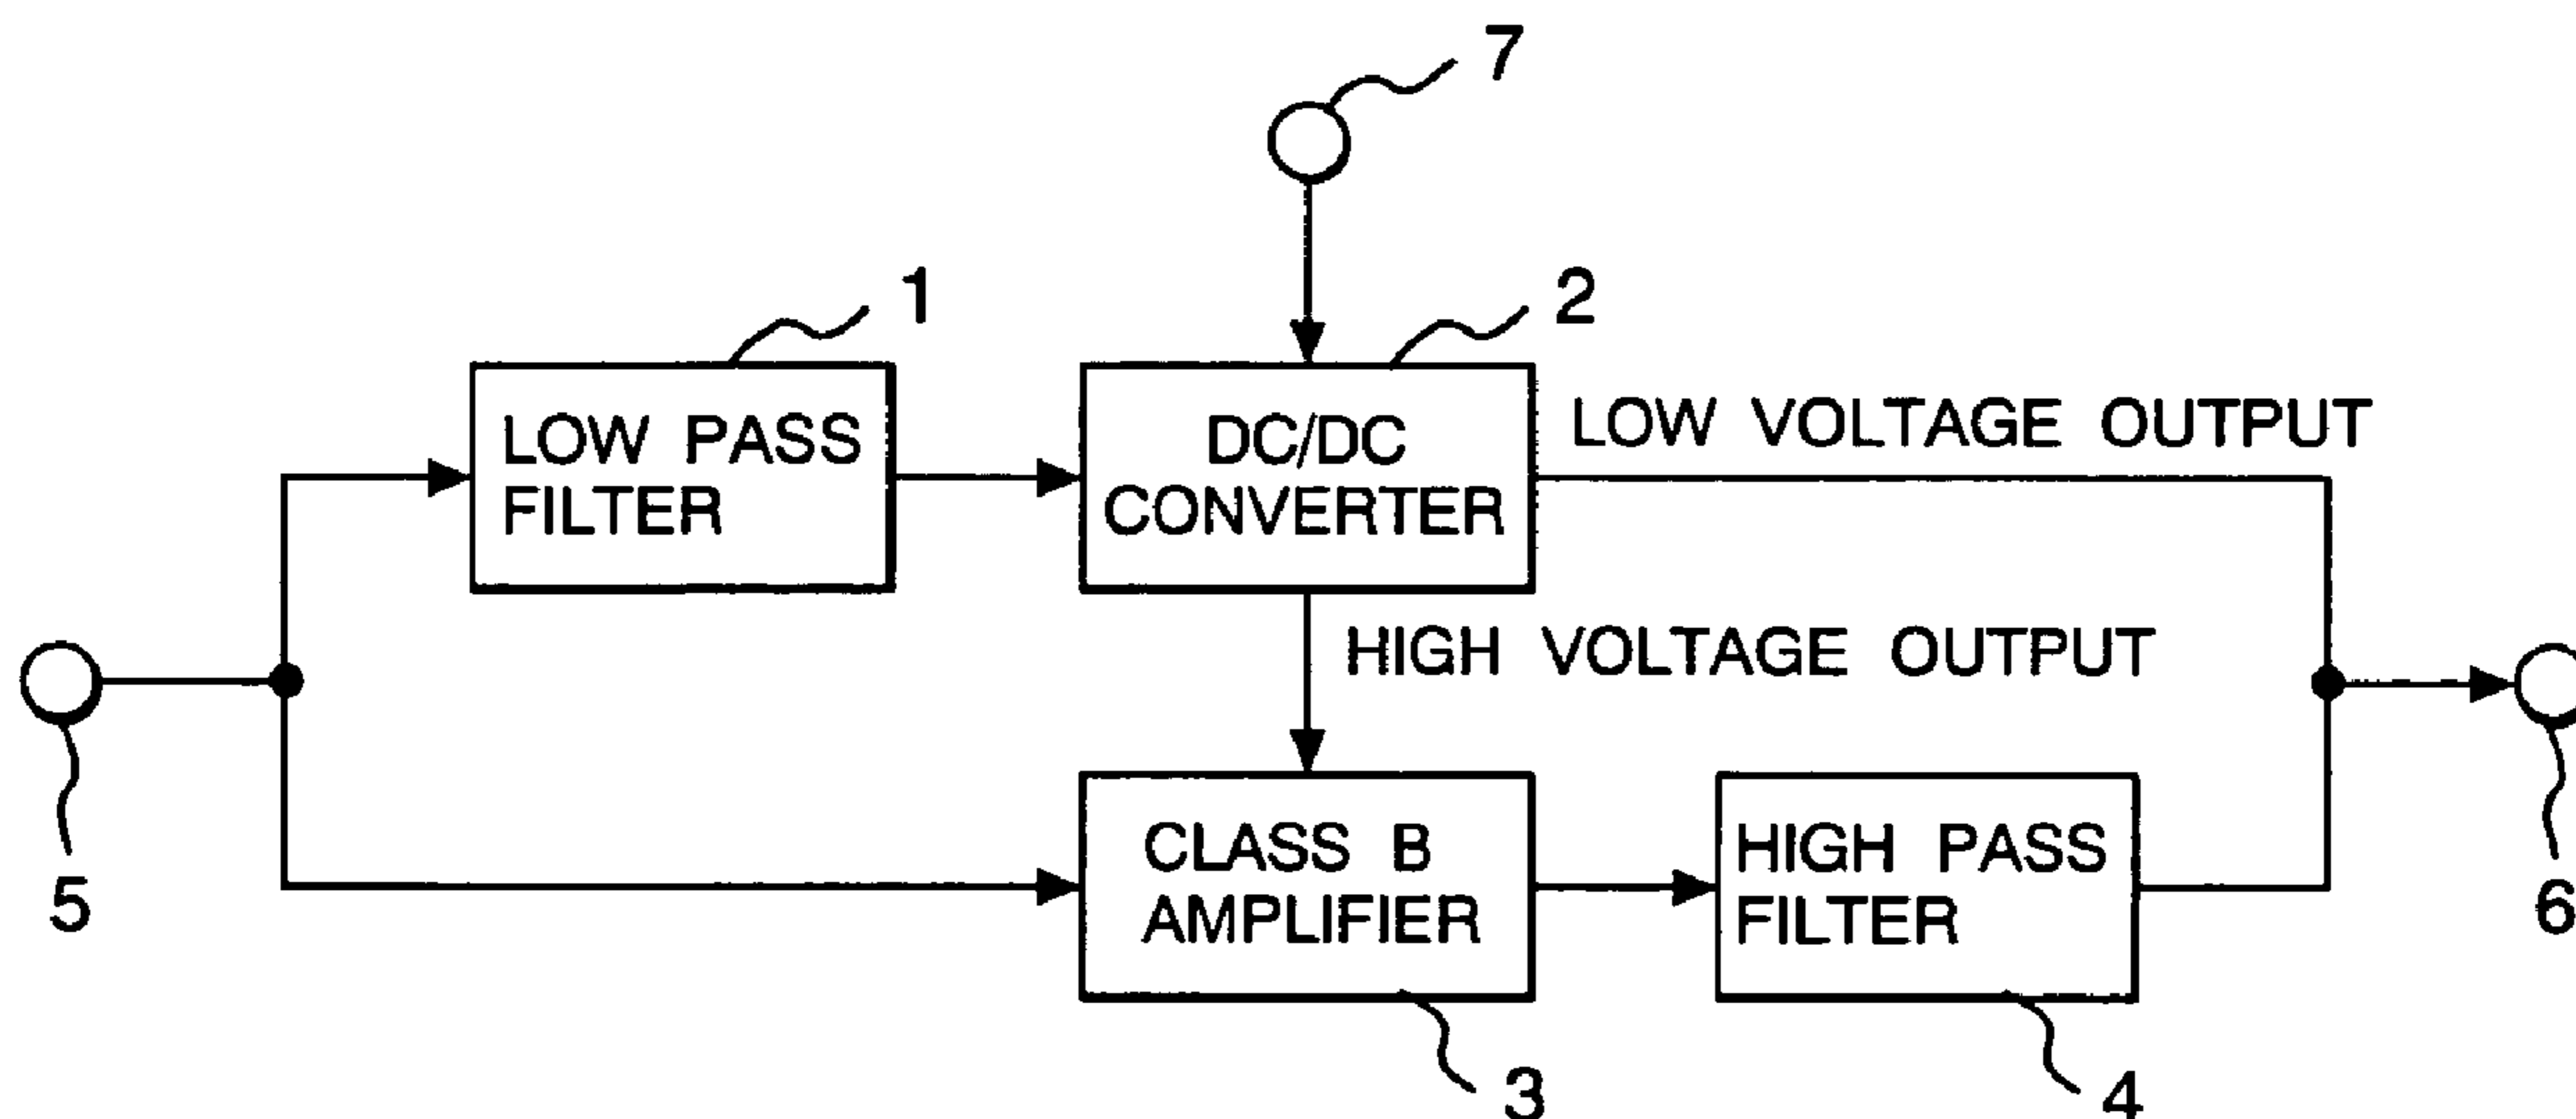 7
1
2
LOW PASS
FILTER
DC/DC
CONVERTER
LOW VOLTAGE OUTPUT
HIGH VOLTAGE OUTPUT
5
CLASS B
AMPLIFIER
HIGH PASS
FILTER
6
3
4